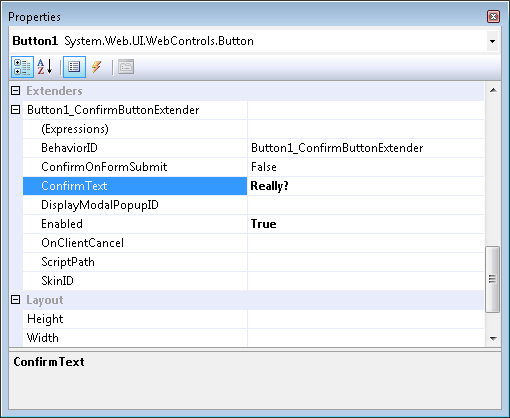 Properties
Button1 System.Web.UI.WebControls.Button
Extenders
Button1_ConfirmButtonExtender
(Expressions)
BehaviorID Button1_ConfirmButtonExtender
ConfirmOnFormSubmit False
ConfirmText Really?
DisplayModalPopupID
Enabled True
OnClientCancel
ScriptPath
SkinID
Layout
Height
Width
ConfirmText